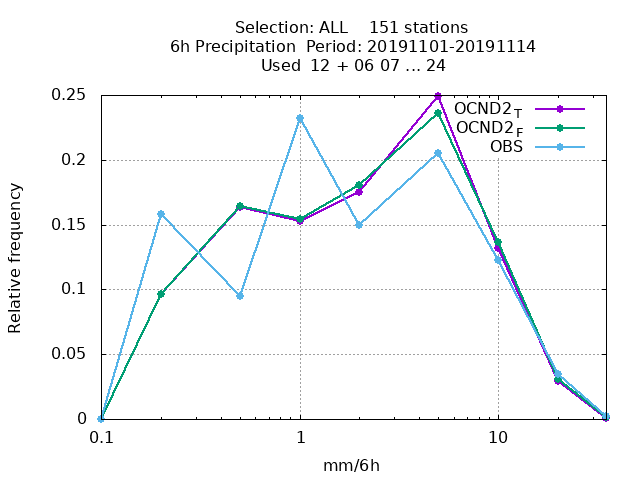 Selection: ALL    151 stations
6h Precipitation  Period: 20191101-20191114
Used  12 + 06 07 ... 24
0.25
0.2
0.15
0.1
0.05
0
Relative frequency
OCND2T
OCND2F
OBS
0.1 1 10
mm/6h